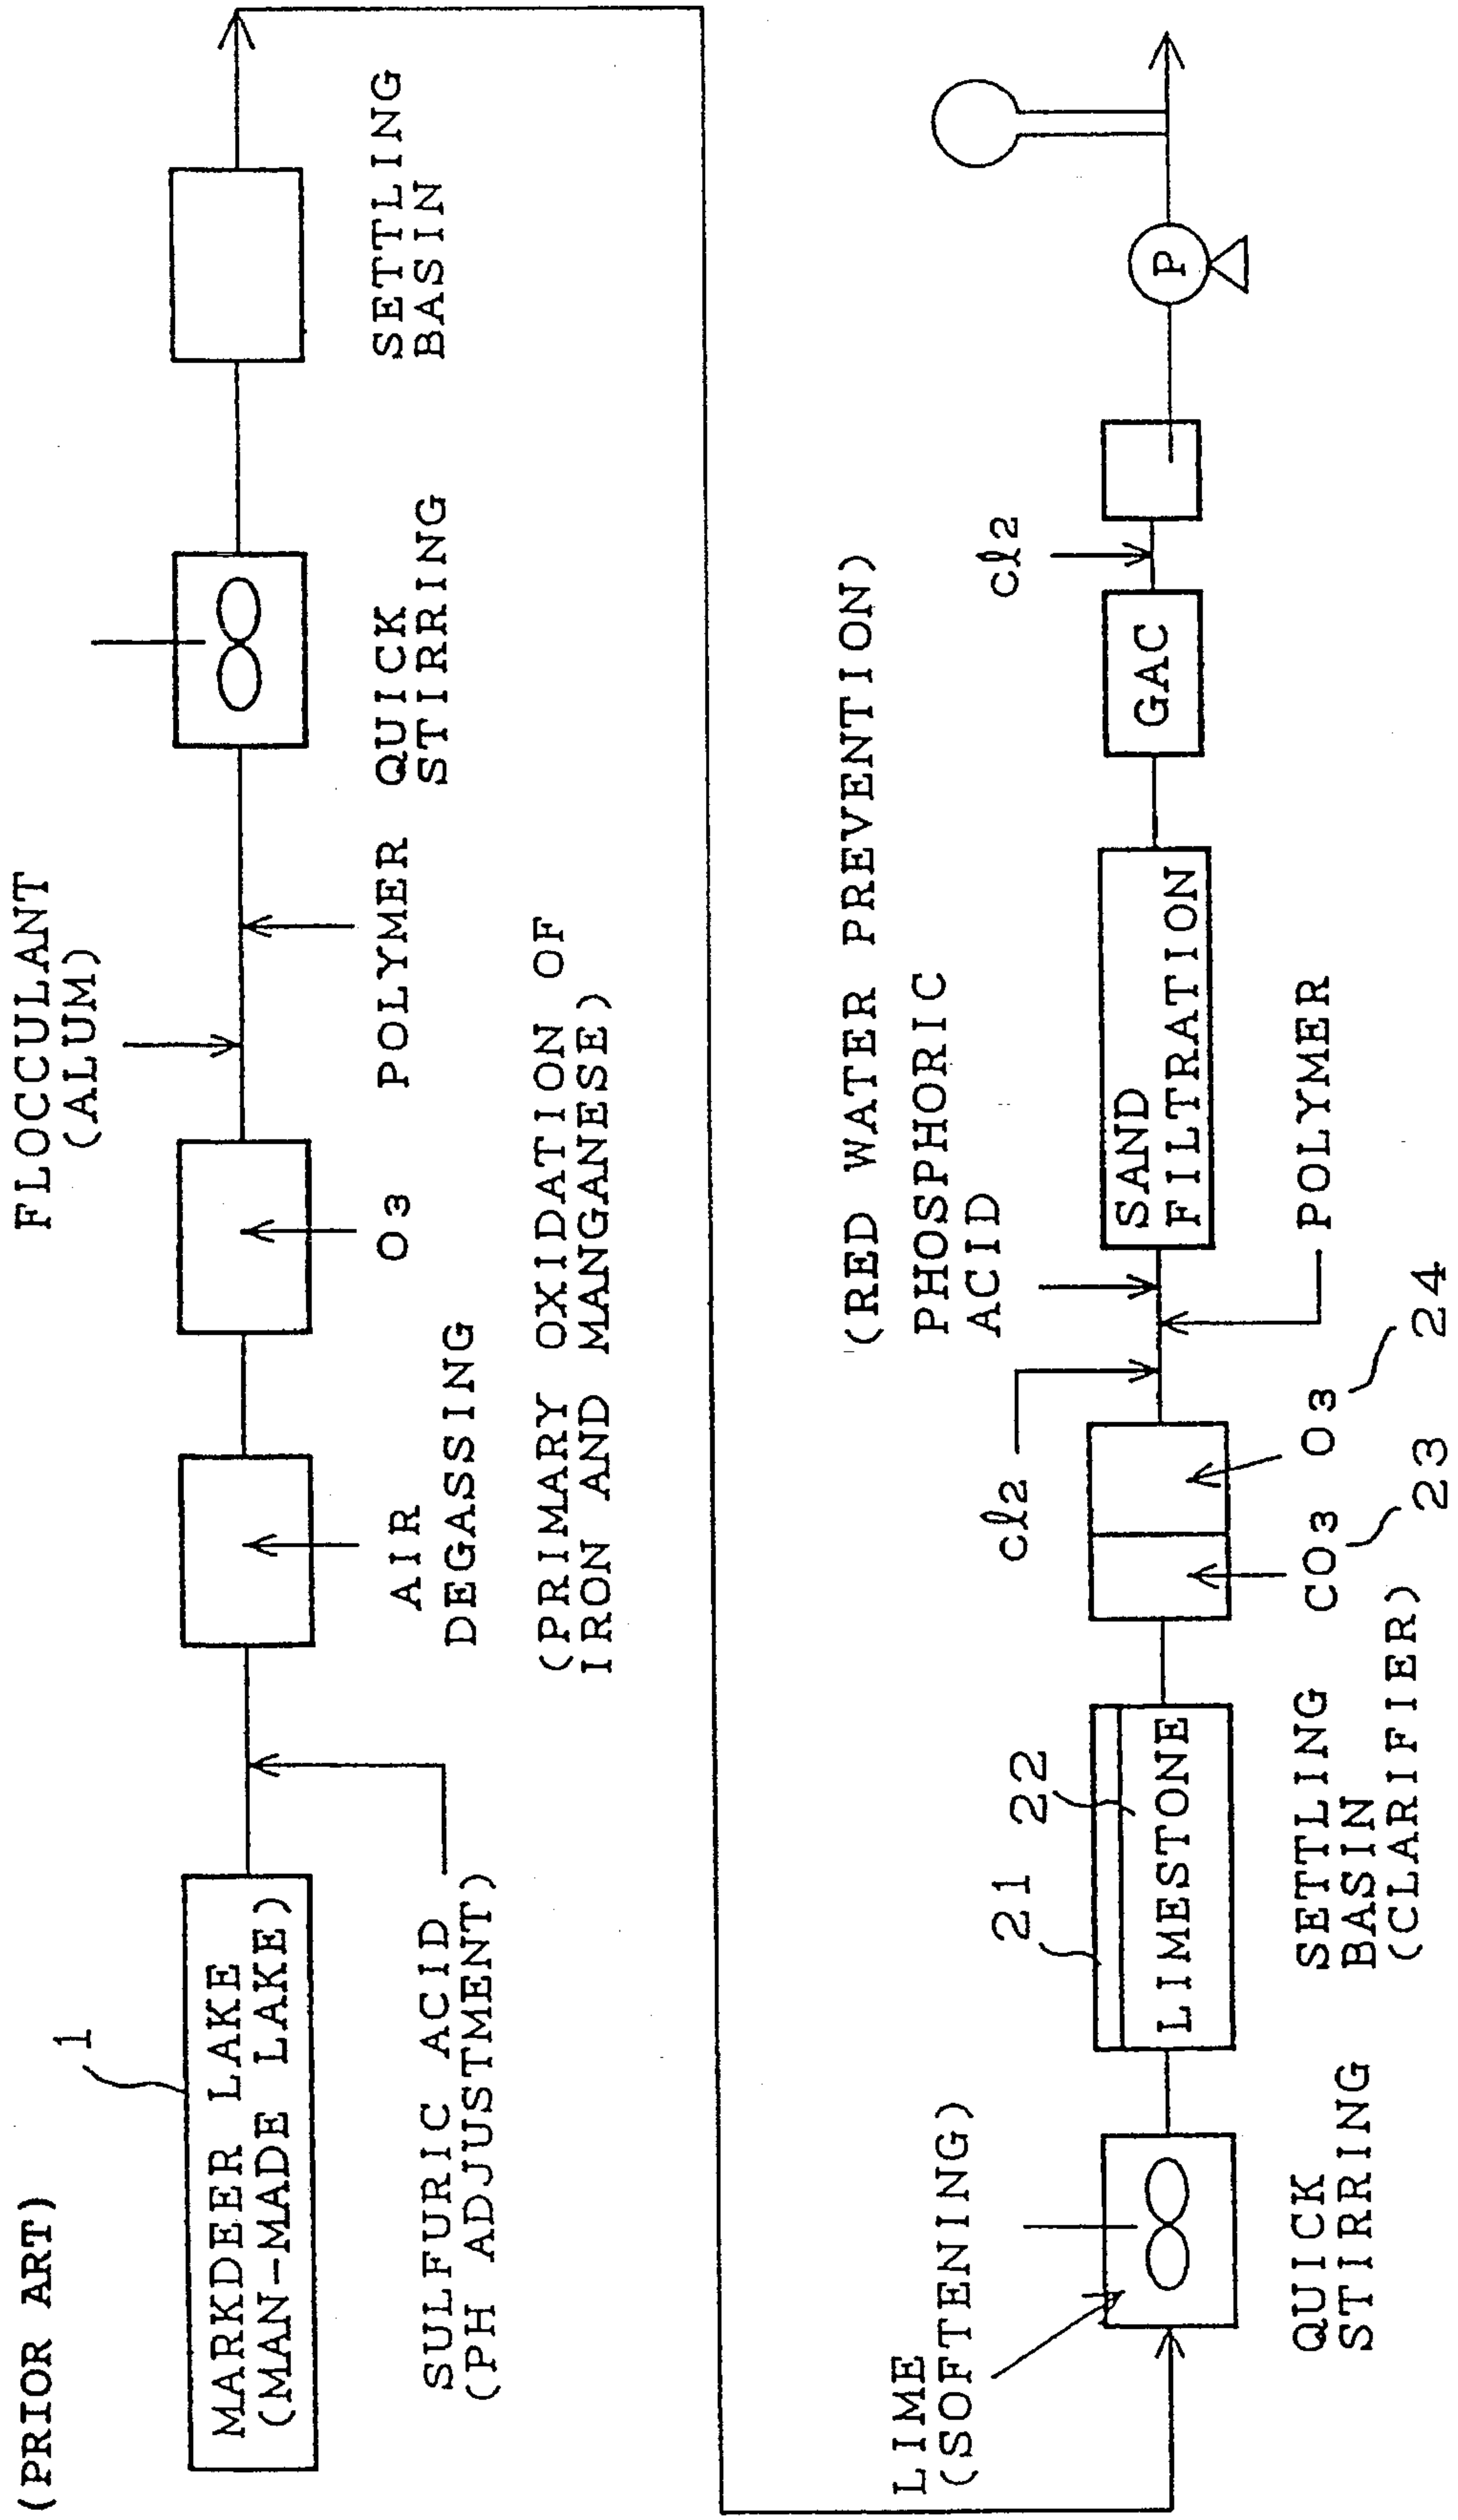 (PRIOR ART)
1
MARKDEER LAKE
(MAN-MADE LAKE)
SULFURIC ACID
(PH ADJUSTMENT)
AIR
DEGASSING
(PRIMARY OXIDATION OF
IRON AND MANGANESE)
O3
FLOCCULANT
(ALUM)
POLYMER
QUICK
STIRRING
SETTLING
BASIN
LIME
(SOFTENING)
QUICK
STIRRING
21
22
LIMESTONE
SETTLING
BASIN
(CLARIFIER)
CO3
23
O3
24
cl2
(RED WATER PREVENTION)
PHOSPHORIC
ACID
POLYMER
SAND
FILTRATION
GAC
cl2
P